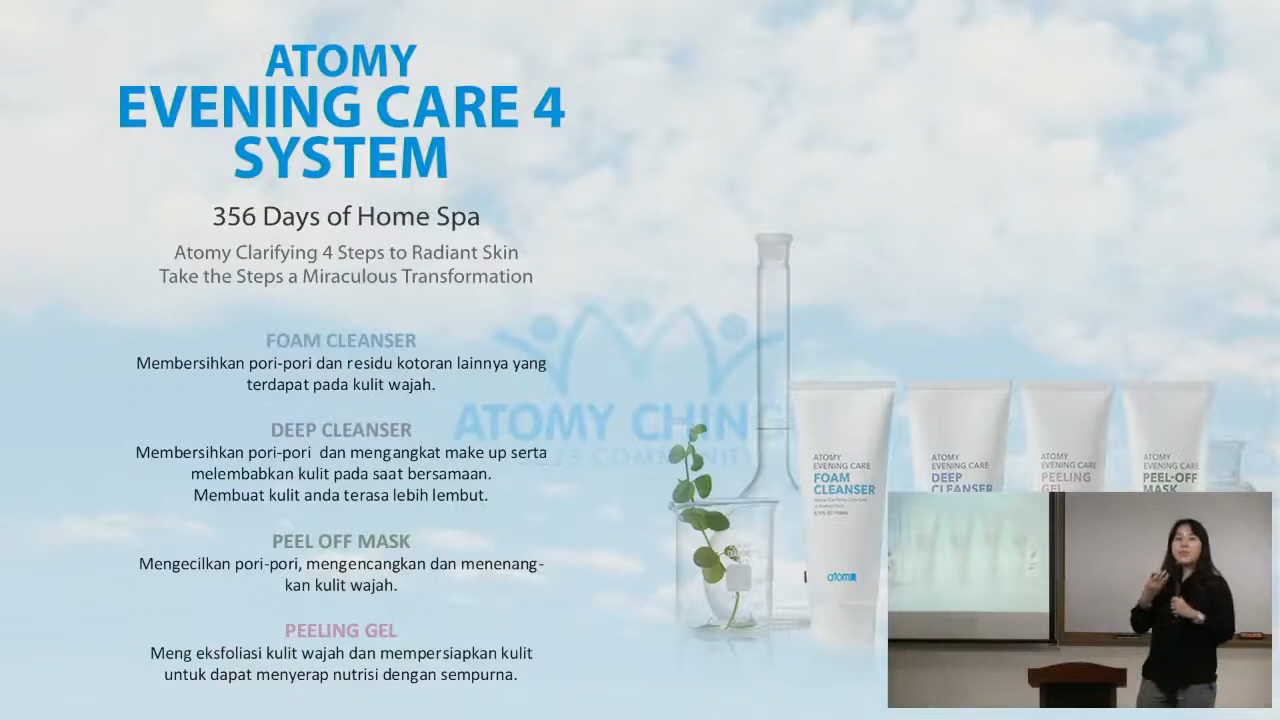 ATOMY
EVENING CARE 4
SYSTEM
356 Days of Home Spa
Atomy Clarifying 4 Steps to Radiant Skin
Take the Steps a Miraculous Transformation
FOAM CLEANSER
Membersihkan pori-pori dan residu kotoran lainnya yang
terdapat pada kulit wajah.
DEEP CLEANSER
Membersihkan pori-pori dan mengangkat make up serta
melembabkan kulit pada saat bersamaan.
Membuat kulit anda terasa lebih lembut.
PEEL OFF MASK
Mengecilkan pori-pori, mengencangkan dan menenang-
kan kulit wajah.
PEELING GEL
Meng eksfoliasi kulit wajah dan mempersiapkan kulit
untuk dapat menyerap nutrisi dengan sempurna.
ATOMY CHIN
COMMUNITY
ATOMY
EVENING CARE
FOAM
CLEANSER
atom
ATOMY
EVENING CARE
DEEP
CLEANSER
ATOMY
EVENING CARE
PEELING
GEL
ATOMY
EVENING CARE
PEEL-OFF
MASK